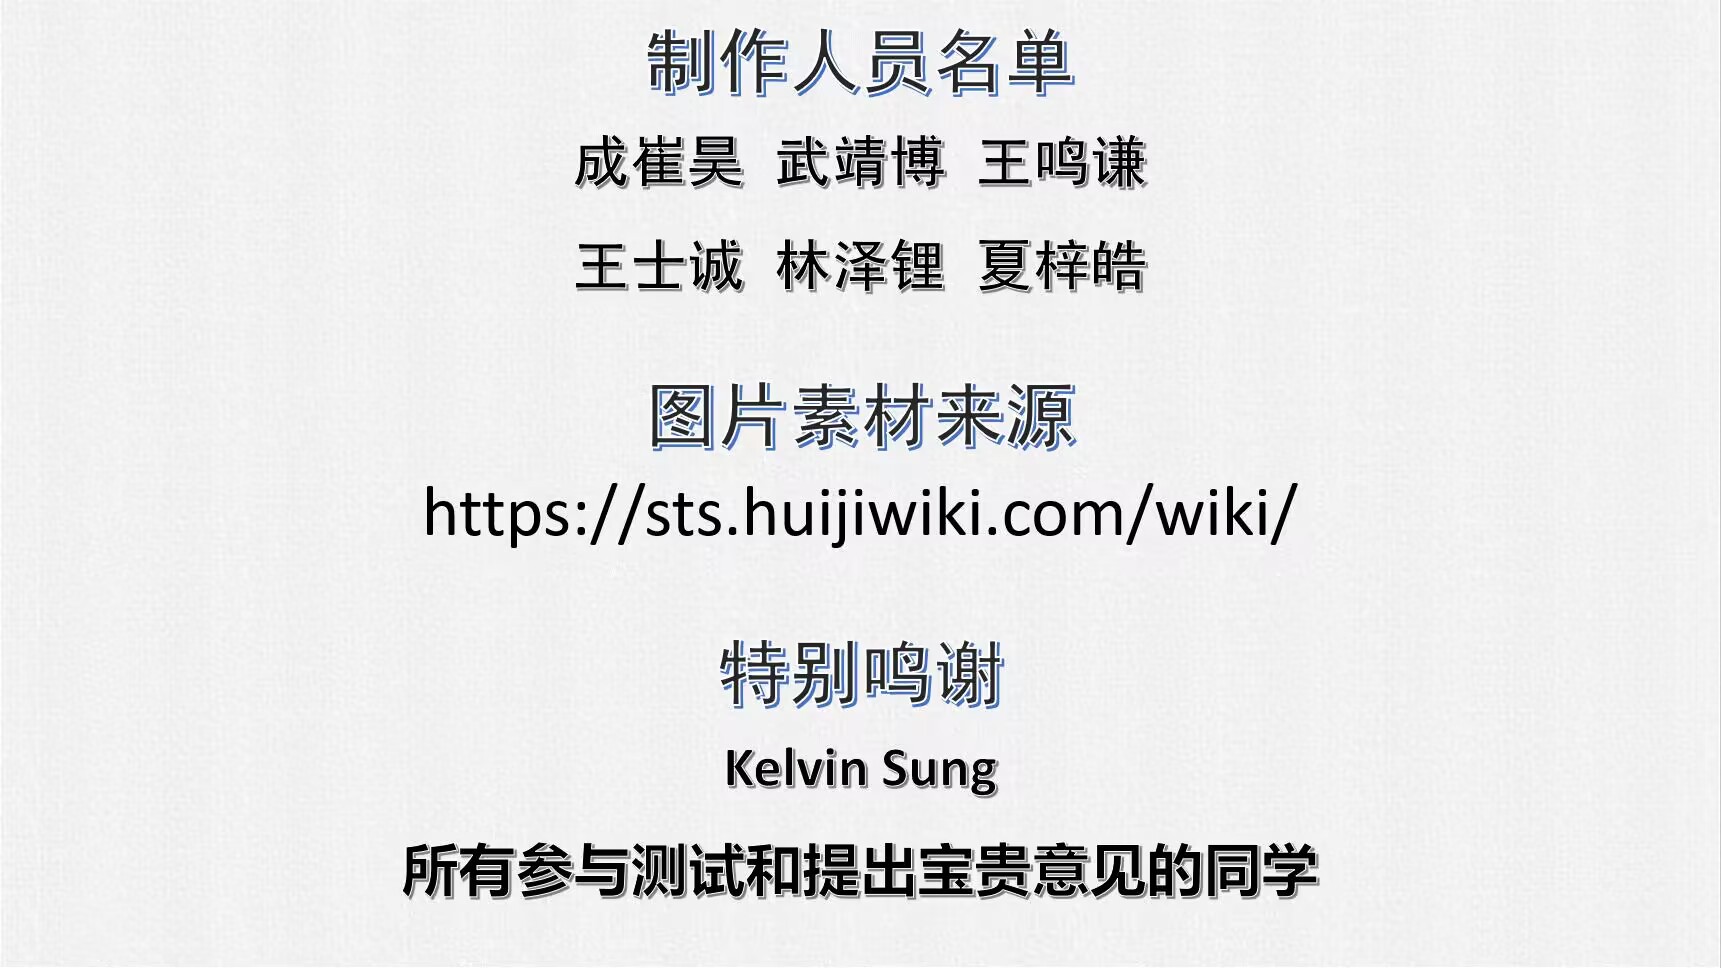 制作人员名单
成崔昊 武靖博 王鸣谦
王士诚 林泽锂 夏梓皓
图片素材来源
https://sts.huijiwiki.com/wiki/
特别鸣谢
Kelvin Sung
所有参与测试和提出宝贵意见的同学